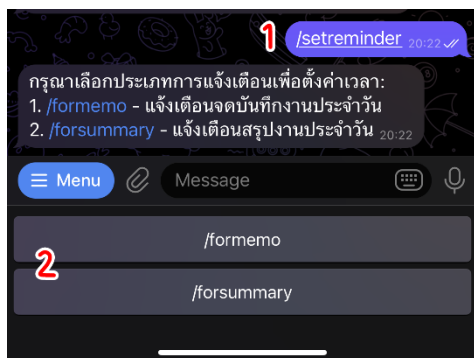 1
/setreminder 20:22
กรุณาเลือกประเภทการแจ้งเตือนเพื่อตั้งค่าเวลา:
1. /formemo - แจ้งเตือนจดบันทึกงานประจำวัน
2. /forsummary - แจ้งเตือนสรุปงานประจำวัน 20:22
Menu Message
/formemo
2
/forsummary